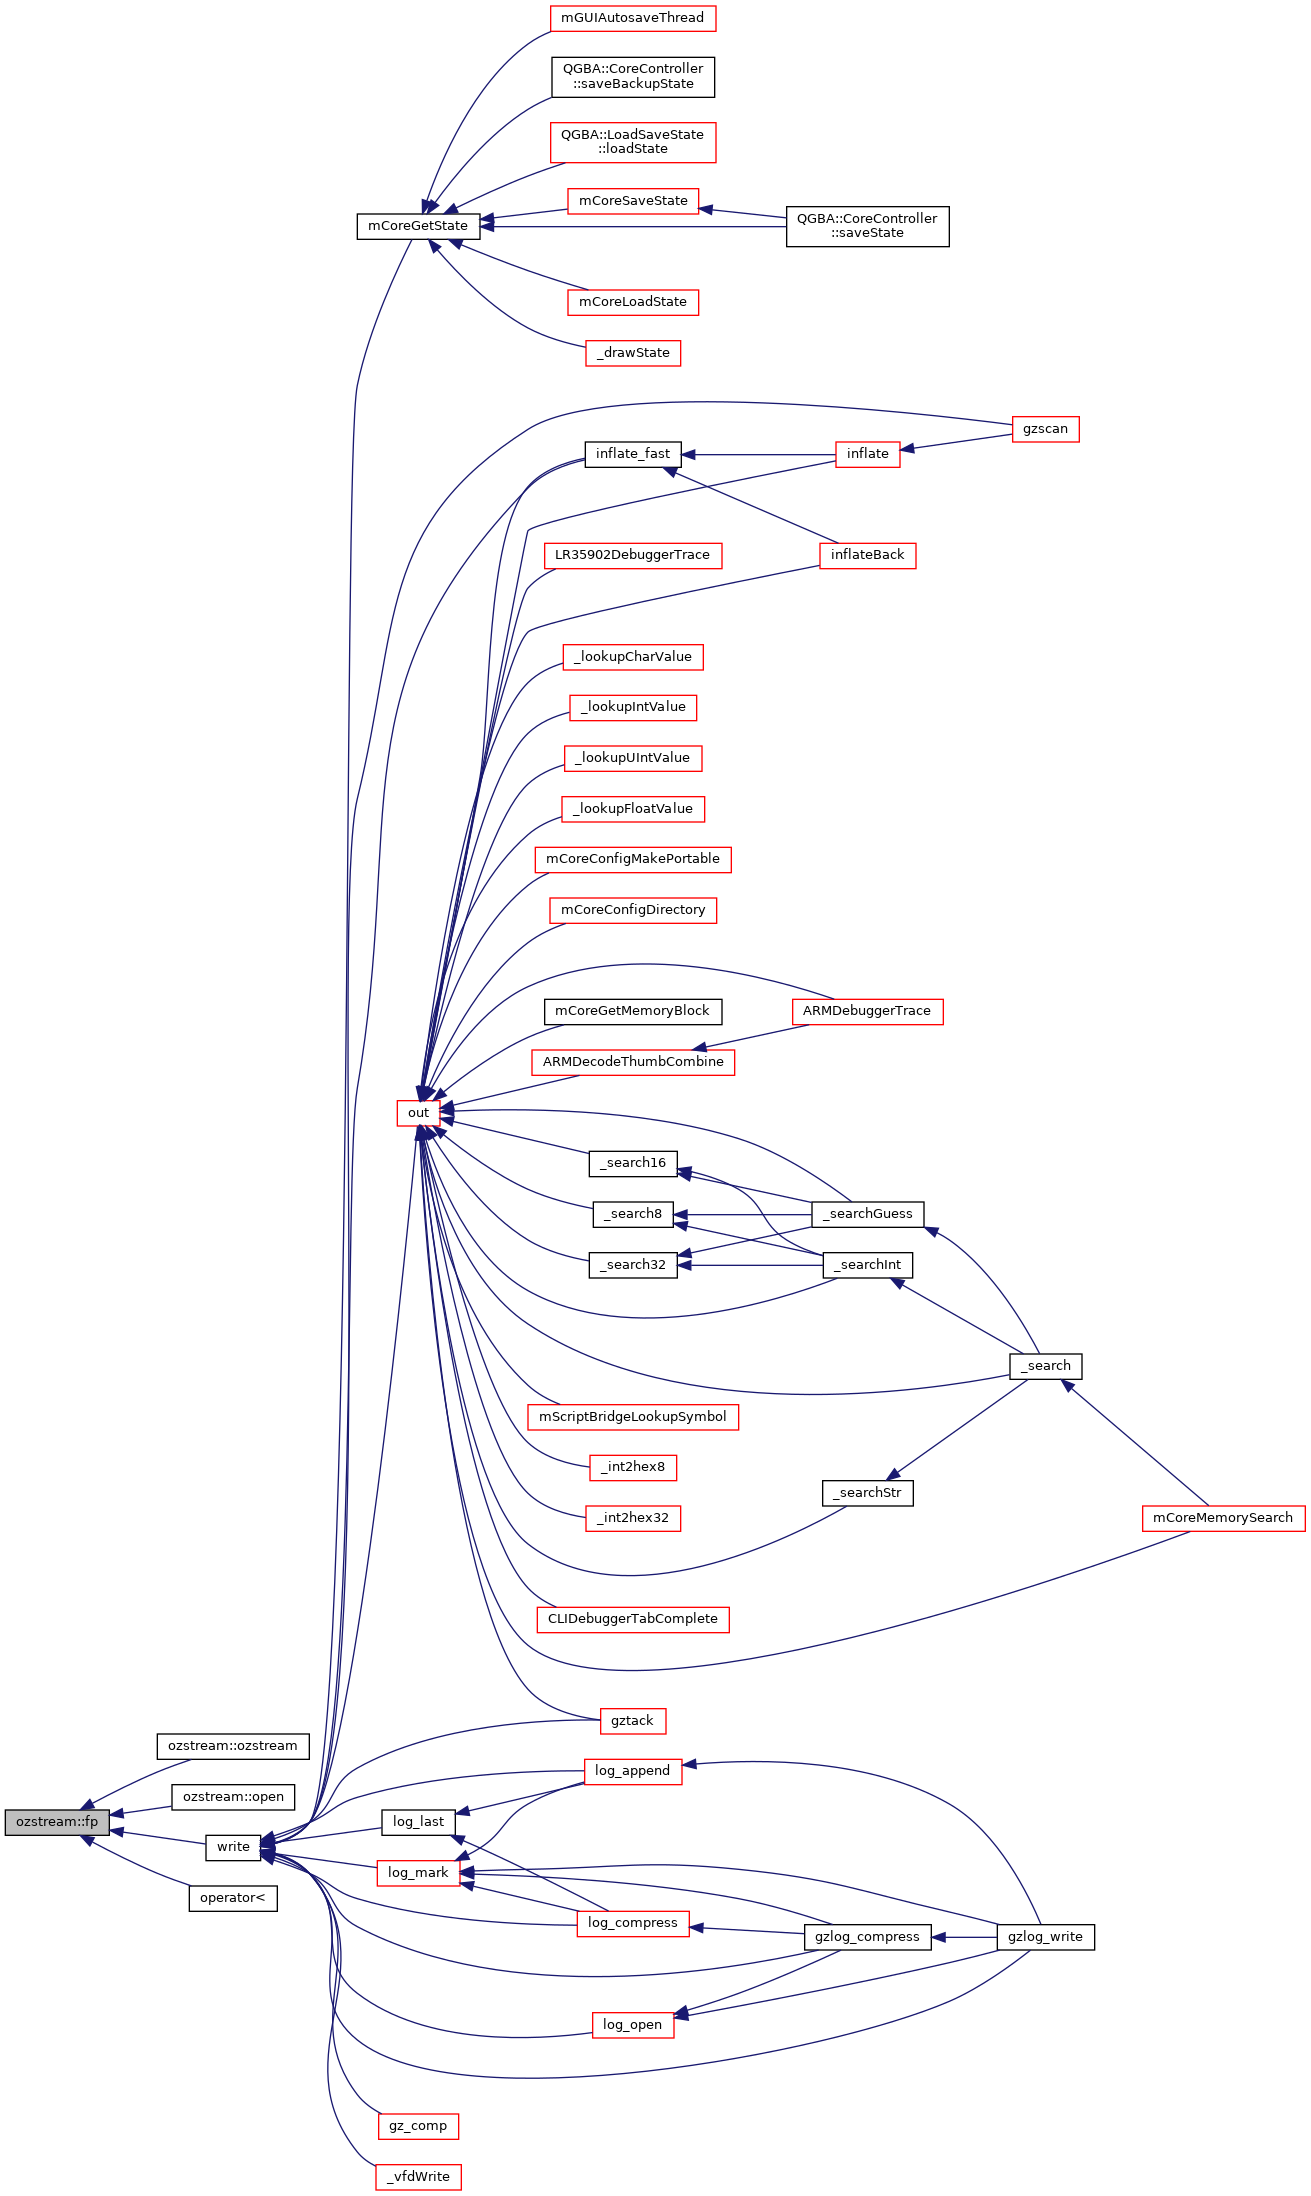 mGUIAutosaveThread
QGBA::CoreController
::saveBackupState
QGBA::LoadSaveState
::loadState
mCoreSaveState
QGBA::CoreController
::saveState
mCoreGetState
mCoreLoadState
_drawState
gzscan
inflate_fast
inflate
LR35902DebuggerTrace
inflateBack
_lookupCharValue
_lookupIntValue
_lookupUIntValue
_lookupFloatValue
mCoreConfigMakePortable
mCoreConfigDirectory
mCoreGetMemoryBlock
ARMDebuggerTrace
ARMDecodeThumbCombine
out
_search16
_search8
_searchGuess
_search32
_searchInt
_search
mScriptBridgeLookupSymbol
_int2hex8
_searchStr
_int2hex32
mCoreMemorySearch
CLIDebuggerTabComplete
gztack
ozstream::ozstream
log_append
ozstream::open
ozstream::fp
log_last
write
log_mark
operator<
log_compress
gzlog_compress
gzlog_write
log_open
gz_comp
_vfdWrite